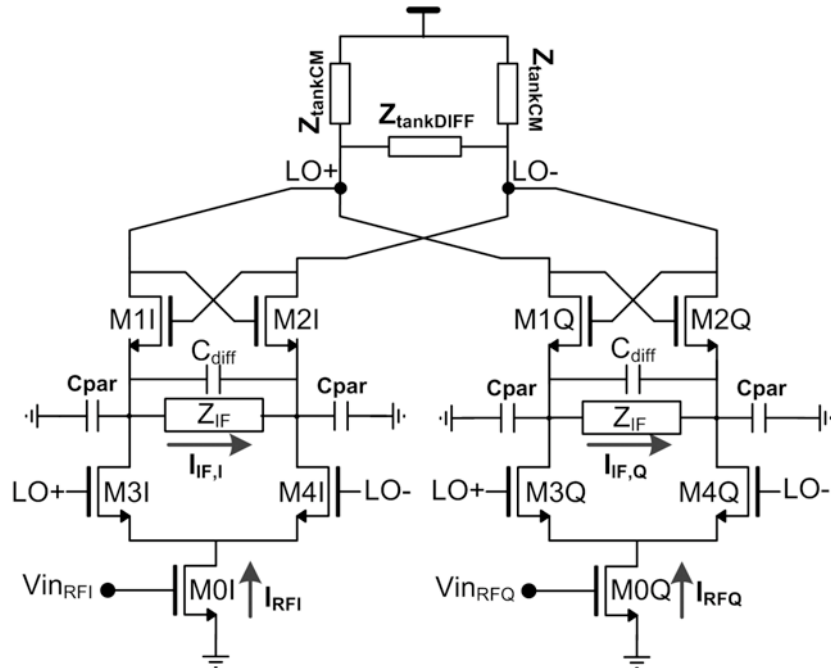 Z_tankCM
Z_tankCM
Z_tankDIFF
LO+
LO-
M1I
M2I
M1Q
M2Q
C_diff
C_diff
Cpar
Cpar
Cpar
Cpar
Z_IF
Z_IF
I_IF,I
I_IF,Q
LO+
M3I
M4I
LO-
LO+
M3Q
M4Q
LO-
Vin_RFI
M0I
I_RFI
Vin_RFQ
M0Q
I_RFQ